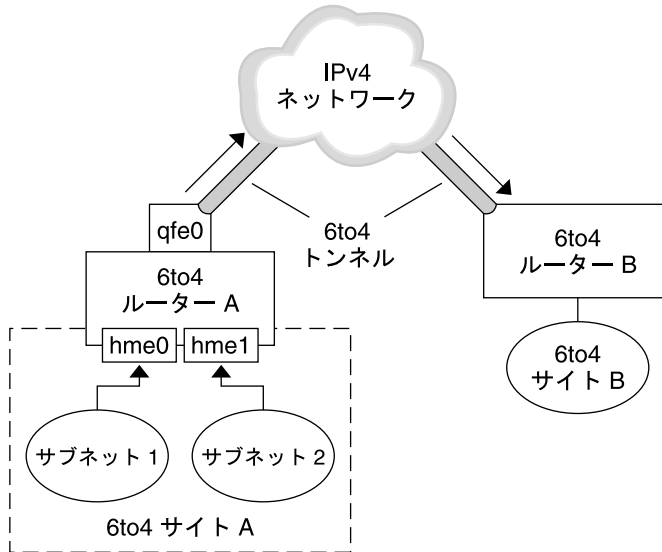 IPv4
ネットワーク
qfe0
6to4
トンネル
6to4
ルーター A
6to4
ルーター B
hme0
hme1
6to4
サイト B
サブネット 1
サブネット 2
6to4 サイト A